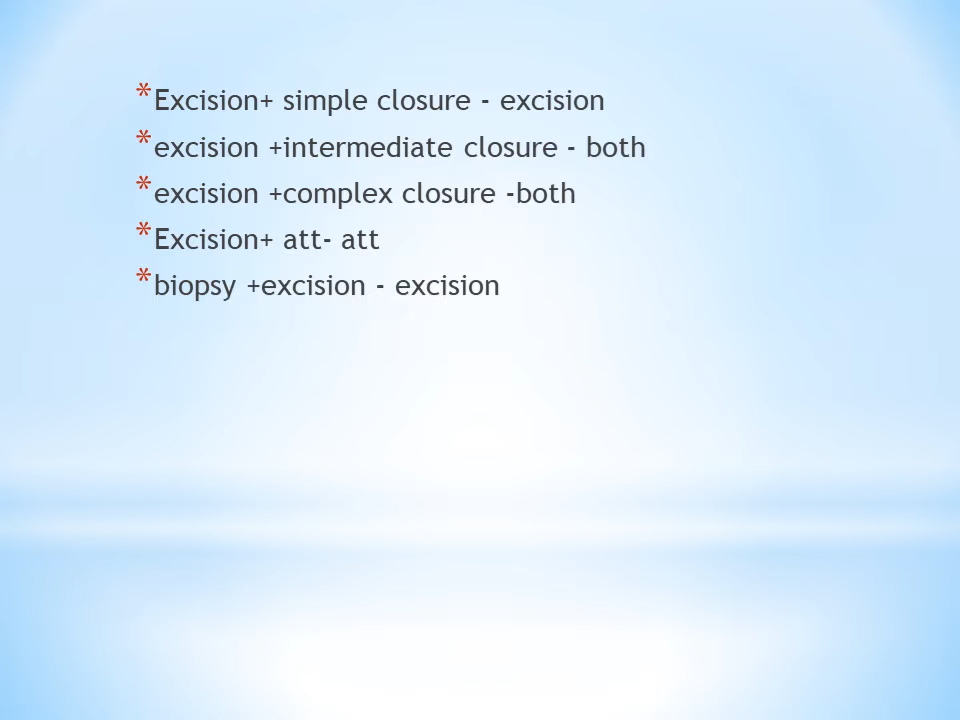 * Excision+ simple closure - excision
* excision +intermediate closure - both
* excision +complex closure -both
* Excision+ att- att
* biopsy +excision - excision